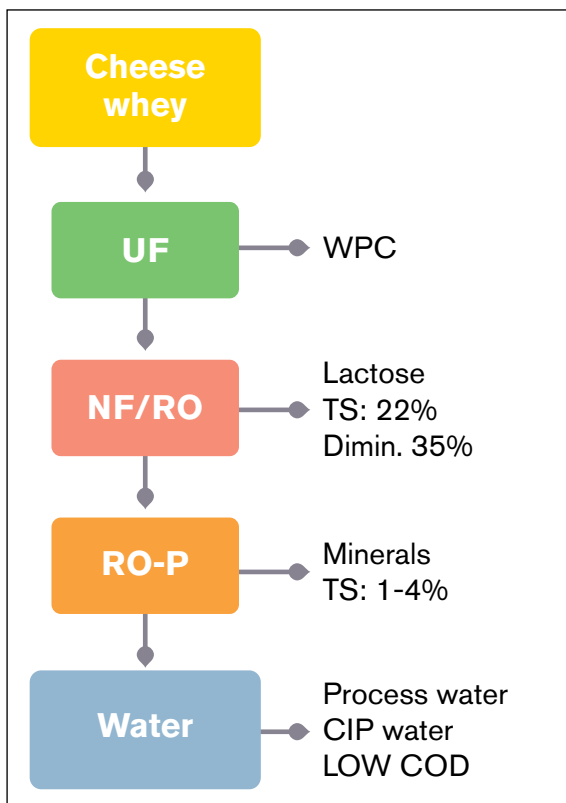 Cheese
whey
UF
WPC
NF/RO
Lactose
TS: 22%
Dimin. 35%
RO-P
Minerals
TS: 1-4%
Water
Process water
CIP water
LOW COD